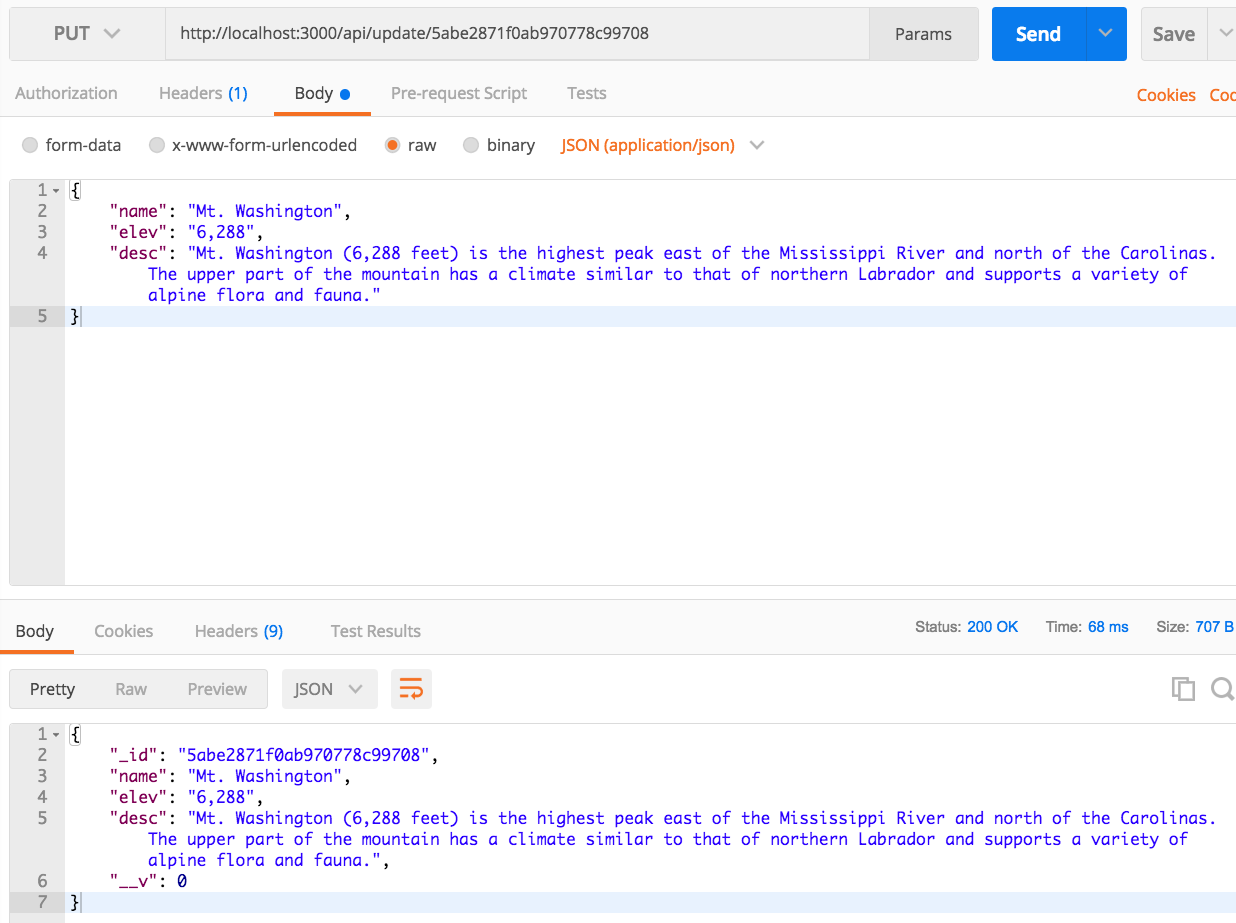 PUT http://localhost:3000/api/update/5abe2871f0ab970778c99708 Params Send Save
Authorization Headers (1) Body Pre-request Script Tests Cookies Coo
form-data x-www-form-urlencoded raw binary JSON (application/json)
1 {
2 "name": "Mt. Washington",
3 "elev": "6,288",
4 "desc": "Mt. Washington (6,288 feet) is the highest peak east of the Mississippi River and north of the Carolinas.
The upper part of the mountain has a climate similar to that of northern Labrador and supports a variety of
alpine flora and fauna."
5 }
Body Cookies Headers (9) Test Results Status: 200 OK Time: 68 ms Size: 707 B
Pretty Raw Preview JSON
1 {
2 "_id": "5abe2871f0ab970778c99708",
3 "name": "Mt. Washington",
4 "elev": "6,288",
5 "desc": "Mt. Washington (6,288 feet) is the highest peak east of the Mississippi River and north of the Carolinas.
The upper part of the mountain has a climate similar to that of northern Labrador and supports a variety of
alpine flora and fauna.",
6 "__v": 0
7 }